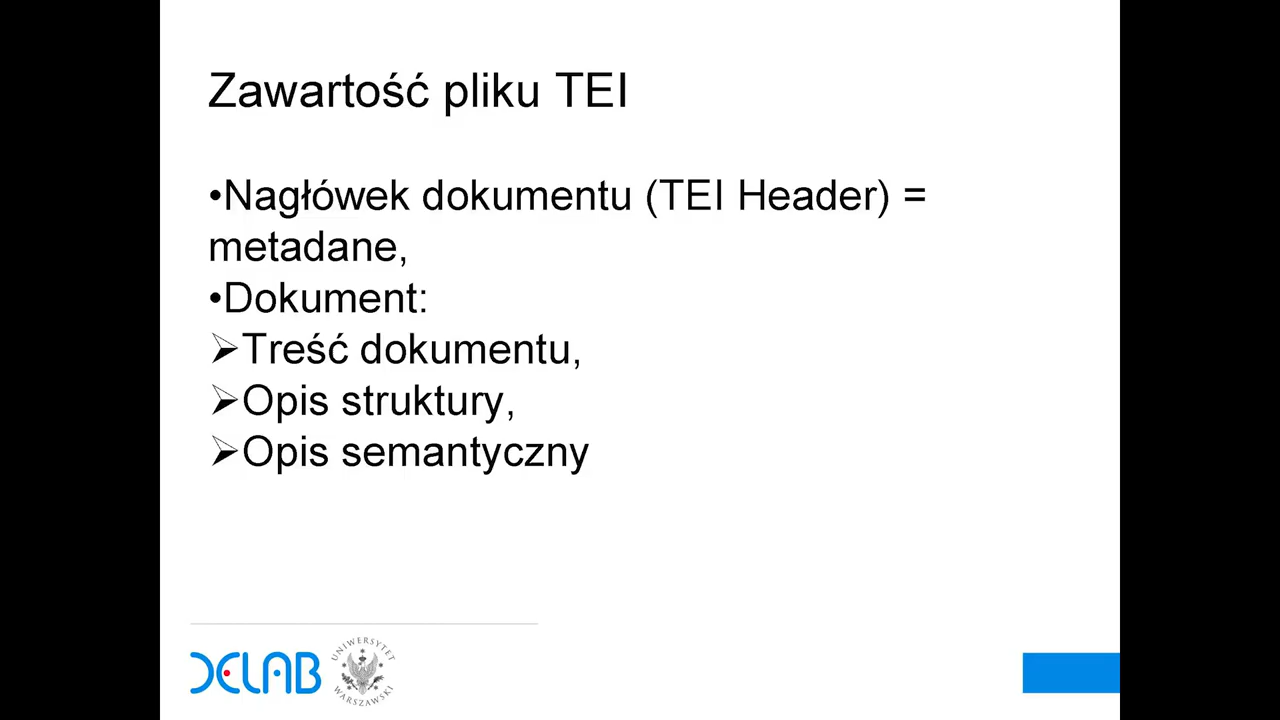 Zawartość pliku TEI
•Nagłówek dokumentu (TEI Header) =
metadane,
•Dokument:
➢Treść dokumentu,
➢Opis struktury,
➢Opis semantyczny
DELAB
UNIWERSYTET
WARSZAWSKI